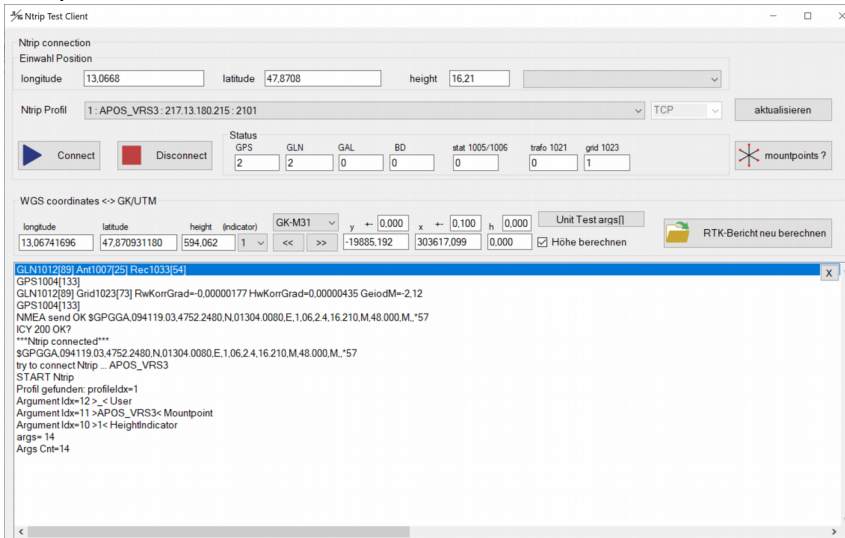 Ntrip Test Client
Ntrip connection
Einwahl Position
longitude 13,0668 latitude 47,8708 height 16,21
Ntrip Profil 1 : APOS_VRS3 : 217.13.180.215 : 2101 TCP aktualisieren
Status
Connect Disconnect GPS GLN GAL BD stat 1005/1006 trafo 1021 grid 1023 mountpoints ?
2 2 0 0 0 0 1
WGS coordinates <-> GK/UTM
longitude latitude height (indicator) GK-M31 y +- 0,000 x +- 0,100 h 0,000 Unit Test args[] RTK-Bericht neu berechnen
13,06741696 47,870931180 594,062 1 << >> -19885,192 303617,099 0,000 Höhe berechnen
GLN1012[89] Ant1007[25] Rec1033[54] X
GPS1004[133]
GLN1012[89] Grid1023[73] RwKorrGrad=-0,00000177 HwKorrGrad=0,00000435 GeiodM=-2,12
GPS1004[133]
NMEA send OK $GPGGA,094119.03,4752.2480,N,01304.0080,E,1,06,2.4,16.210,M,48.000,M,,*57
ICY 200 OK?
***Ntrip connected***
$GPGGA,094119.03,4752.2480,N,01304.0080,E,1,06,2.4,16.210,M,48.000,M,,*57
try to connect Ntrip ... APOS_VRS3
START Ntrip
Profil gefunden: profileIdx=1
Argument Idx=12 >_< User
Argument Idx=11 >APOS_VRS3< Mountpoint
Argument Idx=10 >1< HeightIndicator
args= 14
Args Cnt=14